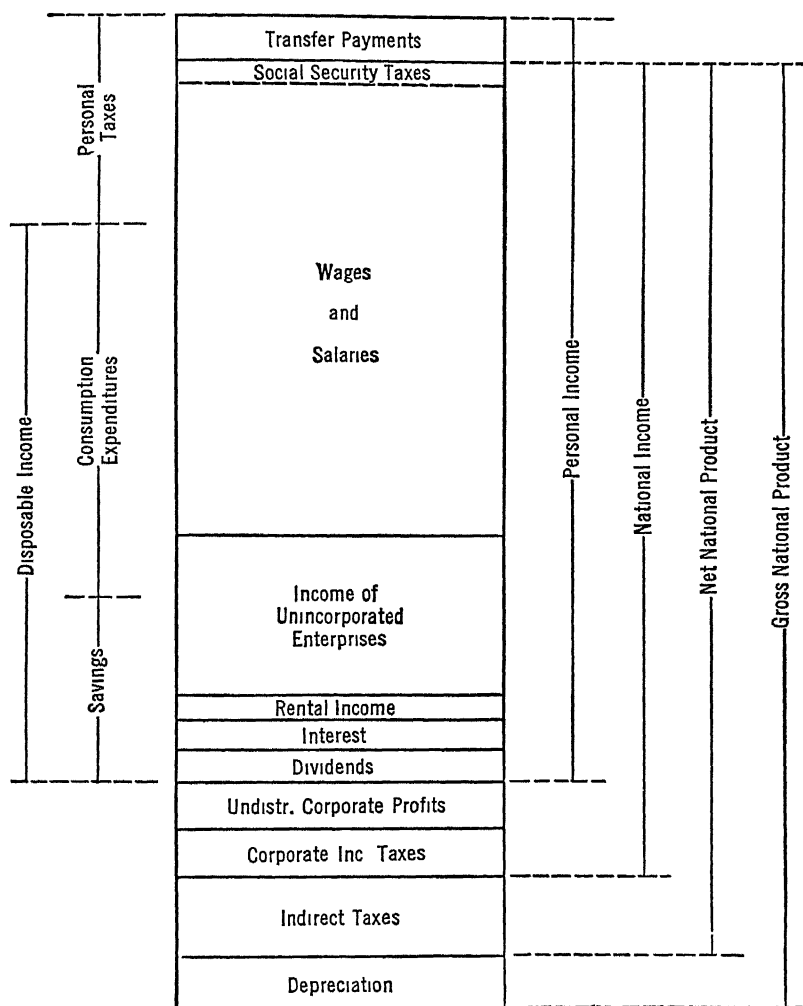 Transfer Payments
Social Security Taxes
Wages
and
Salaries
Income of
Unincorporated
Enterprises
Rental Income
Interest
Dividends
Undistr. Corporate Profits
Corporate Inc Taxes
Indirect Taxes
Depreciation
Personal
Taxes
Consumption
Expenditures
Savings
Disposable Income
Personal Income
National Income
Net National Product
Gross National Product